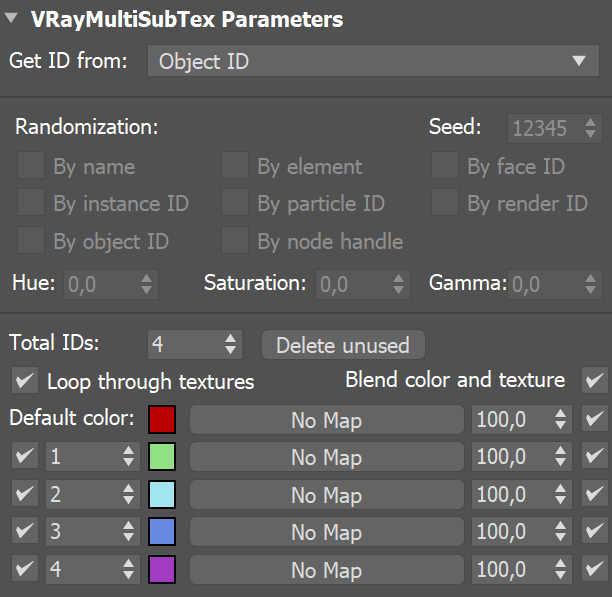 VRayMultiSubTex Parameters
Get ID from: Object ID
Randomization: Seed: 12345
By name By element By face ID
By instance ID By particle ID By render ID
By object ID By node handle
Hue: 0,0 Saturation: 0,0 Gamma: 0,0
Total IDs: 4 Delete unused
Loop through textures Blend color and texture
Default color: No Map 100,0
1 No Map 100,0
2 No Map 100,0
3 No Map 100,0
4 No Map 100,0